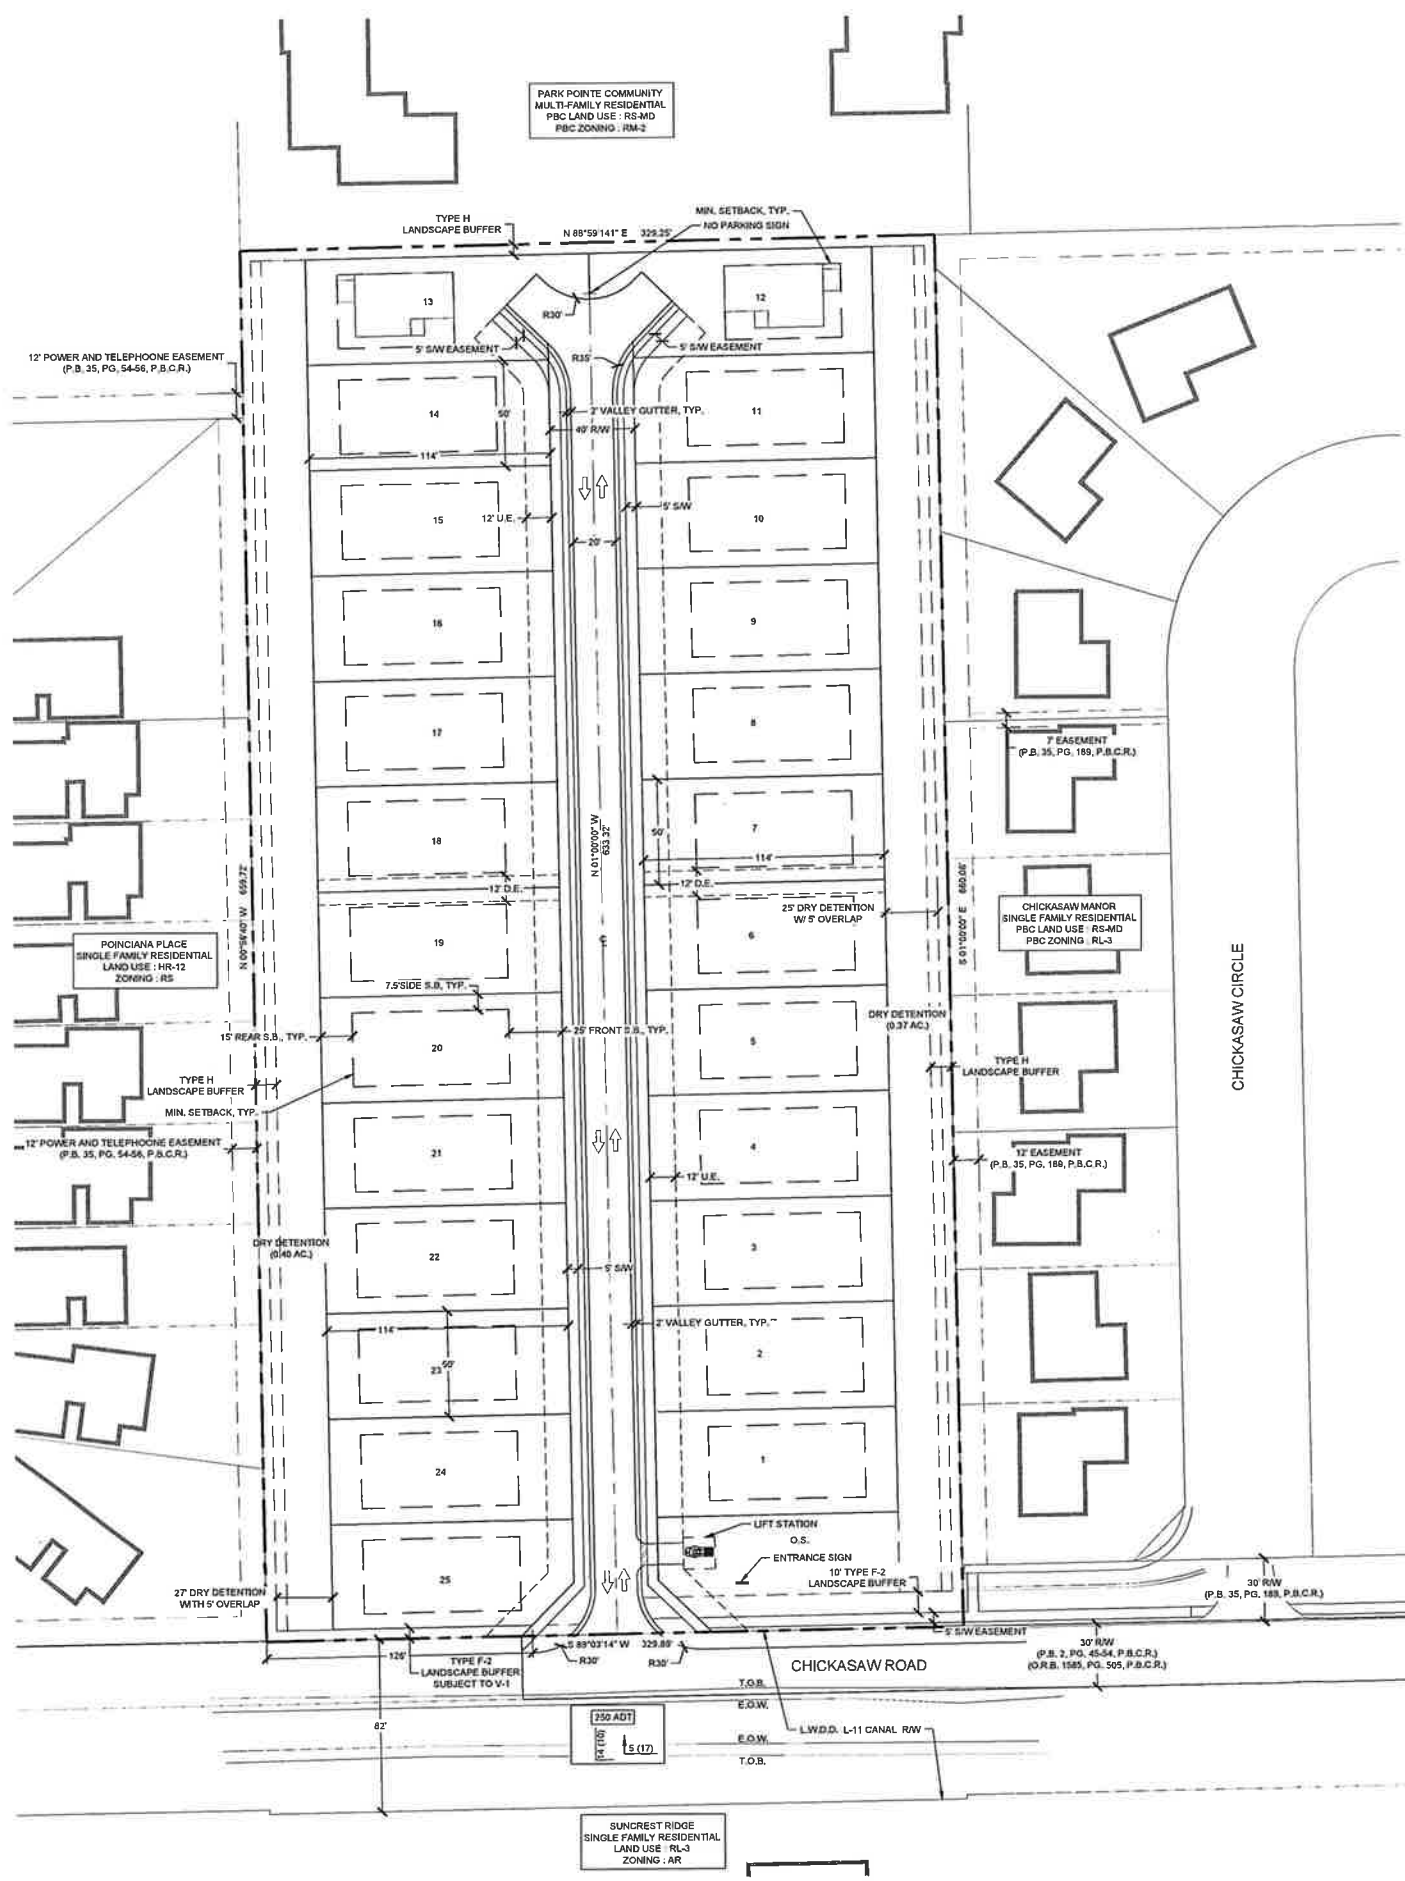 PARK POINTE COMMUNITY
MULTI-FAMILY RESIDENTIAL
PBC LAND USE : RS-MD
PBC ZONING : RM-2
TYPE H
LANDSCAPE BUFFER
N 88°59'141" E 329.25'
MIN. SETBACK, TYP.
NO PARKING SIGN
13
12
R30'
5' S/W EASEMENT
R35'
5' S/W EASEMENT
12' POWER AND TELEPHOONE EASEMENT
(P.B. 35, PG. 54-56, P.B.C.R.)
14
50'
2' VALLEY GUTTER, TYP.
40' R/W
11
114'
15
12' U.E.
5' S/W
10
20'
16
9
17
8
7' EASEMENT
(P.B. 35, PG. 189, P.B.C.R.)
18
N 01°00'00" W
633.32'
50'
7
114'
12' D.E.
12' D.E.
N 00°56'40" W 659.72'
S 01°00'00" E 660.06'
25' DRY DETENTION
W/ 5' OVERLAP
CHICKASAW MANOR
SINGLE FAMILY RESIDENTIAL
PBC LAND USE : RS-MD
PBC ZONING : RL-3
POINCIANA PLACE
SINGLE FAMILY RESIDENTIAL
LAND USE : HR-12
ZONING : RS
19
6
CHICKASAW CIRCLE
7.5'SIDE S.B, TYP.
DRY DETENTION
(0.37 AC.)
15' REAR S.B., TYP.
20
25' FRONT S.B., TYP.
5
TYPE H
LANDSCAPE BUFFER
TYPE H
LANDSCAPE BUFFER
MIN. SETBACK, TYP.
12' POWER AND TELEPHOONE EASEMENT
(P.B. 35, PG. 54-56, P.B.C.R.)
21
4
12' EASEMENT
(P.B. 35, PG. 189, P.B.C.R.)
12' U.E.
DRY DETENTION
(0.40 AC.)
22
3
5' S/W
114'
2' VALLEY GUTTER, TYP.
23
50'
2
24
1
LIFT STATION
O.S.
ENTRANCE SIGN
25
10' TYPE F-2
LANDSCAPE BUFFER
27' DRY DETENTION
WITH 5' OVERLAP
30' R/W
(P.B. 35, PG. 189, P.B.C.R.)
5' S/W EASEMENT
S 89°03'14" W 329.89'
R30'
R30'
126'
TYPE F-2
LANDSCAPE BUFFER
SUBJECT TO V-1
CHICKASAW ROAD
30' R/W
(P.B. 2, PG. 45-54, P.B.C.R.)
(O.R.B. 1585, PG. 505, P.B.C.R.)
T.O.B.
E.O.W.
82'
250 ADT
14 (10)
5 (17)
E.O.W.
T.O.B.
L.W.D.D. L-11 CANAL R/W
SUNCREST RIDGE
SINGLE FAMILY RESIDENTIAL
LAND USE : RL-3
ZONING : AR